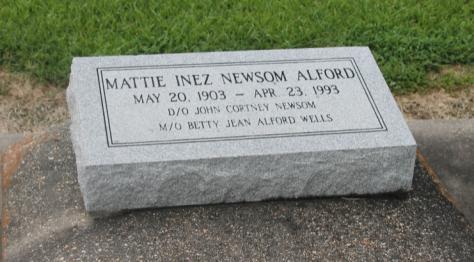 MATTIE INEZ NEWSOM ALFORD
MAY 20, 1903 - APR. 23, 1993
D/O JOHN CORTNEY NEWSOM
M/O BETTY JEAN ALFORD WELLS